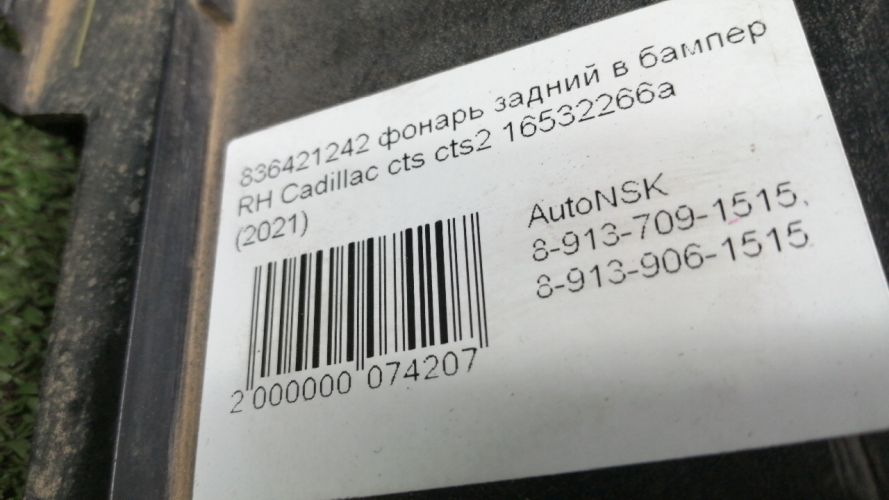 836421242 фонарь задний в бампер
RH Cadillac cts cts2 16532266a
(2021)
AutoNSK
8-913-709-1515,
8-913-906-1515
2 000000 074207